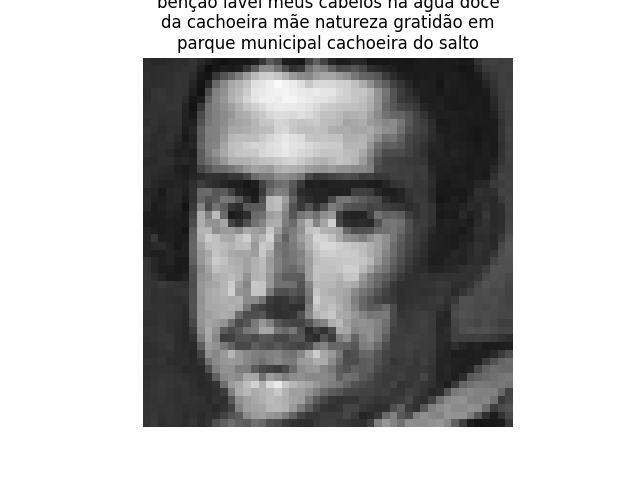 benção lavei meus cabelos na água doce
da cachoeira mãe natureza gratidão em
parque municipal cachoeira do salto